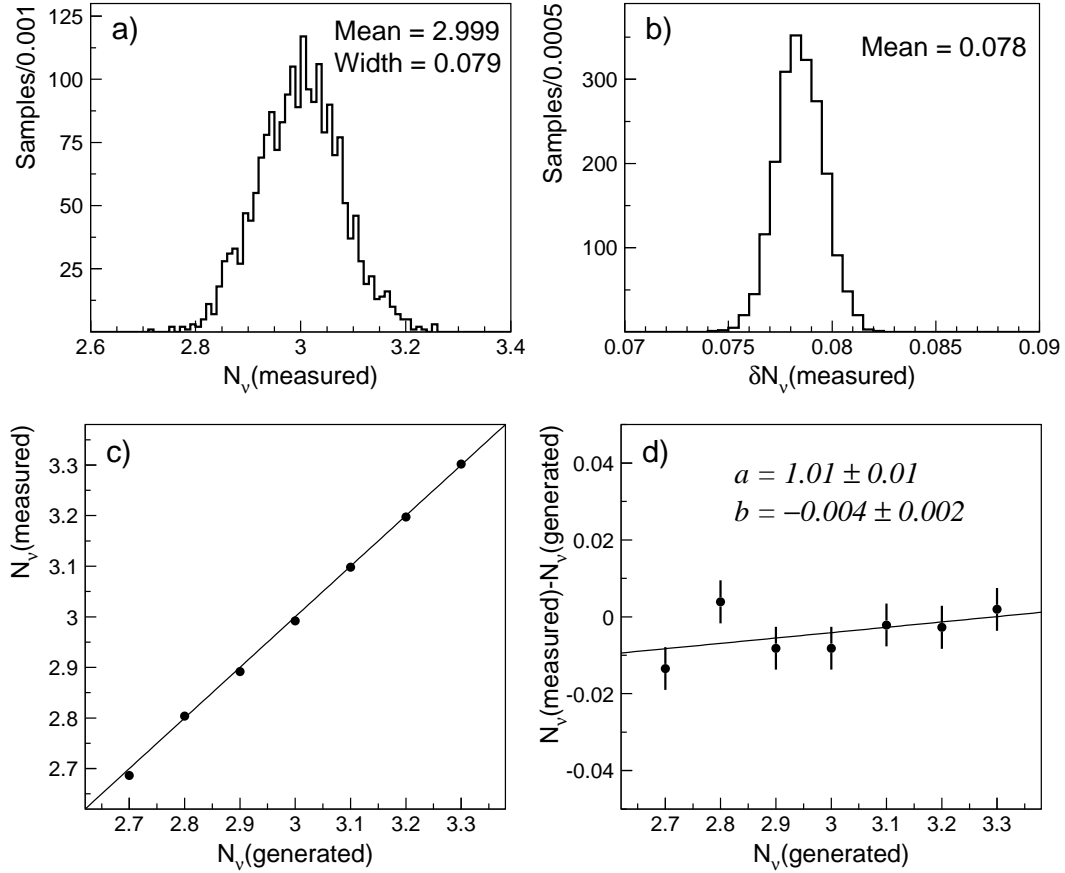 a)
Mean = 2.999
Width = 0.079
Samples/0.001
125
100
75
50
25
2.6 2.8 3 3.2 3.4
Nν(measured)
b)
Mean = 0.078
Samples/0.0005
300
200
100
0.07 0.075 0.08 0.085 0.09
δNν(measured)
c)
Nν(measured)
3.3
3.2
3.1
3
2.9
2.8
2.7
2.7 2.8 2.9 3 3.1 3.2 3.3
Nν(generated)
d)
a = 1.01 ± 0.01
b = −0.004 ± 0.002
Nν(measured)-Nν(generated)
0.04
0.02
0
-0.02
-0.04
2.7 2.8 2.9 3 3.1 3.2 3.3
Nν(generated)